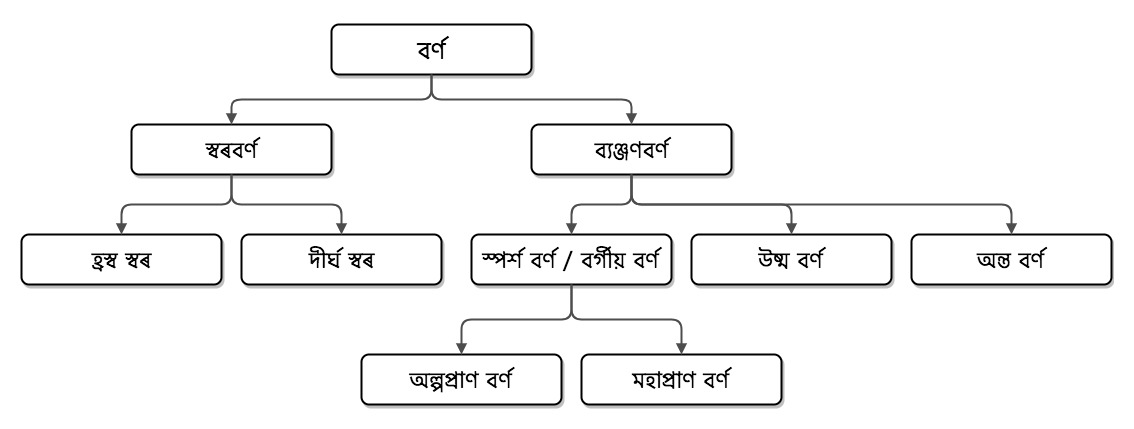 বৰ্ণ
স্বৰবৰ্ণ
ব্যঞ্জণবৰ্ণ
হ্ৰস্ব স্বৰ
দীৰ্ঘ স্বৰ
স্পৰ্শ বৰ্ণ / বৰ্গীয় বৰ্ণ
উষ্ম বৰ্ণ
অন্ত বৰ্ণ
অল্পপ্ৰাণ বৰ্ণ
মহাপ্ৰাণ বৰ্ণ